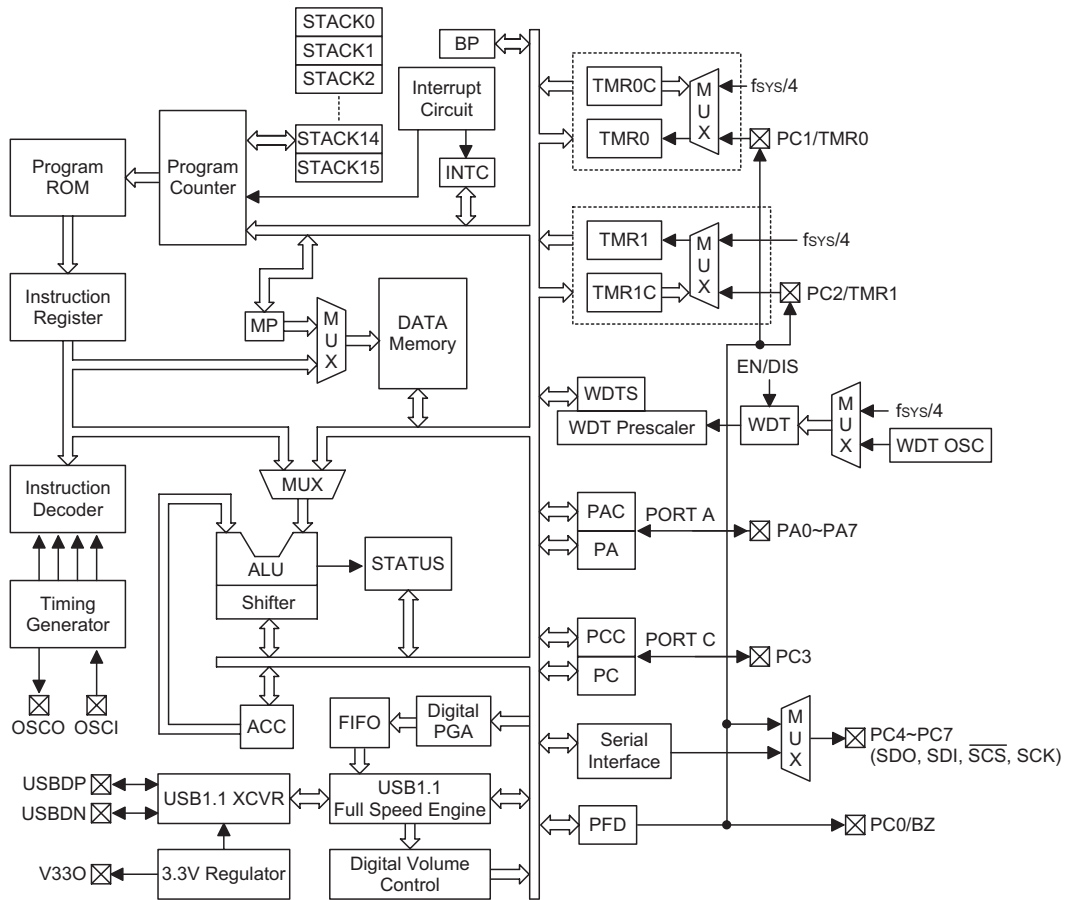 STACK0
STACK1
STACK2
STACK14
STACK15
BP
Interrupt
Circuit
INTC
Program
ROM
Program
Counter
Instruction
Register
MP
M
U
X
DATA
Memory
MUX
Instruction
Decoder
ALU
Shifter
STATUS
Timing
Generator
OSCO
OSCI
ACC
FIFO
Digital
PGA
USBDP
USBDN
USB1.1 XCVR
USB1.1
Full Speed Engine
V33O
3.3V Regulator
Digital Volume
Control
TMR0C
TMR0
M
U
X
fSYS/4
PC1/TMR0
TMR1
TMR1C
M
U
X
fSYS/4
PC2/TMR1
EN/DIS
WDTS
WDT Prescaler
WDT
M
U
X
fSYS/4
WDT OSC
PAC
PA
PORT A
PA0~PA7
PCC
PC
PORT C
PC3
Serial
Interface
M
U
X
PC4~PC7
(SDO, SDI, S̅C̅S̅, SCK)
PFD
PC0/BZ